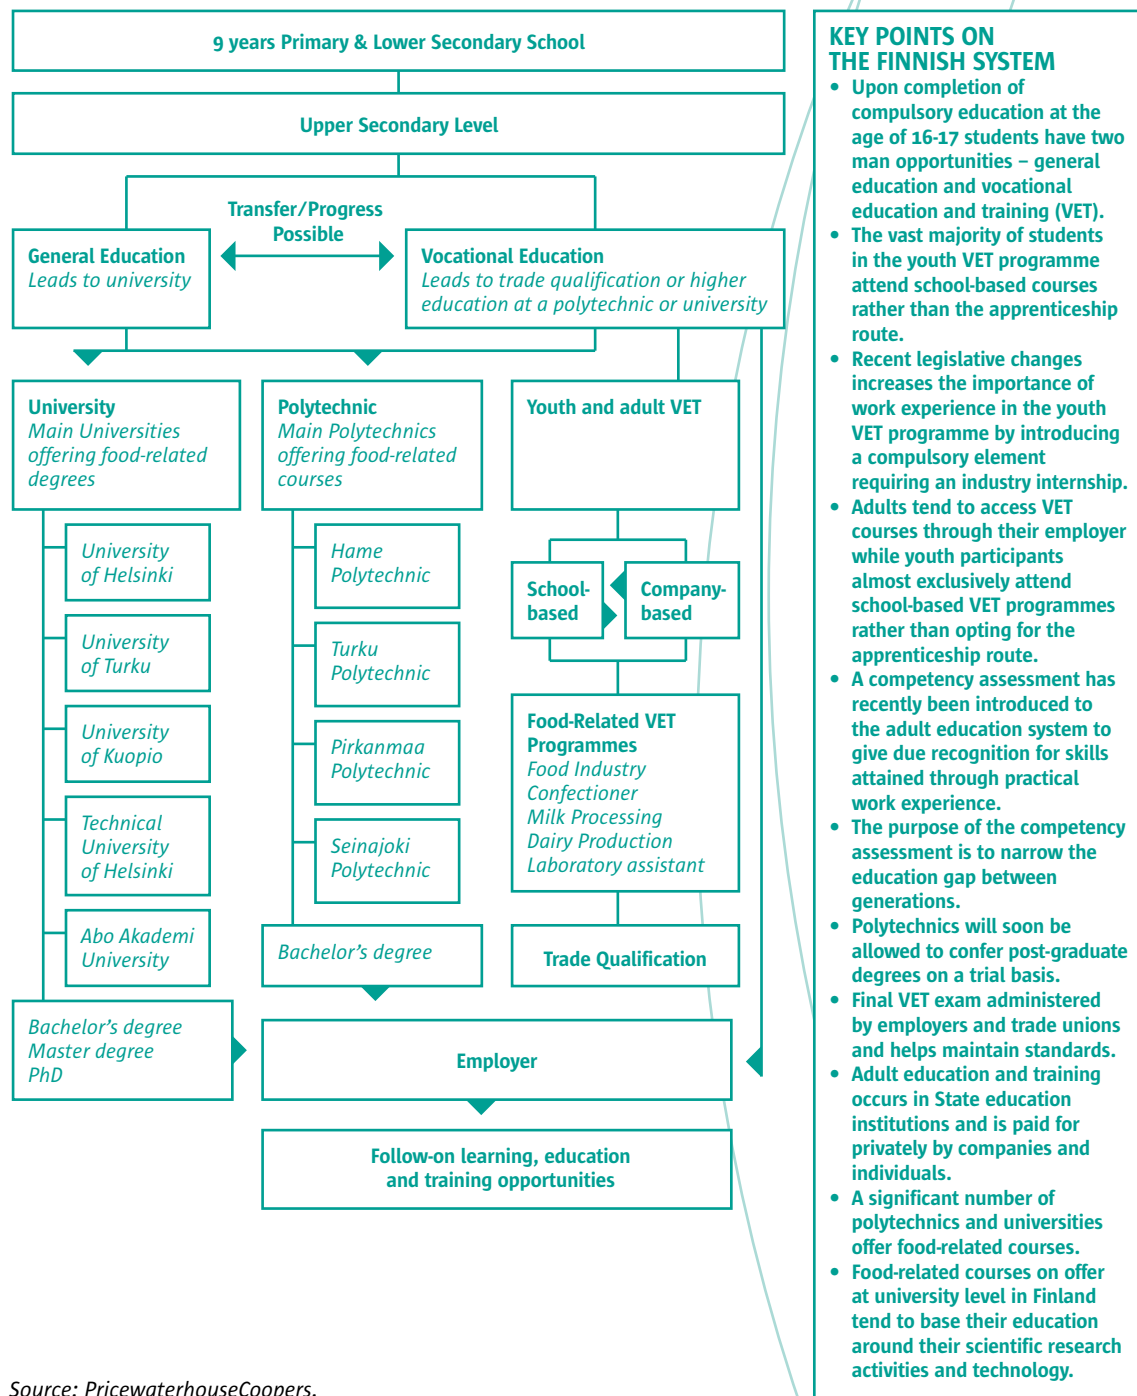 9 years Primary & Lower Secondary School
Upper Secondary Level
Transfer/Progress
Possible
General Education
Leads to university
Vocational Education
Leads to trade qualification or higher
education at a polytechnic or university
University
Main Universities
offering food-related
degrees
University
of Helsinki
University
of Turku
University
of Kuopio
Technical
University
of Helsinki
Abo Akademi
University
Bachelor's degree
Master degree
PhD
Polytechnic
Main Polytechnics
offering food-related
courses
Hame
Polytechnic
Turku
Polytechnic
Pirkanmaa
Polytechnic
Seinajoki
Polytechnic
Bachelor's degree
Youth and adult VET
School-
based
Company-
based
Food-Related VET
Programmes
Food Industry
Confectioner
Milk Processing
Dairy Production
Laboratory assistant
Trade Qualification
Employer
Follow-on learning, education
and training opportunities
Source: PricewaterhouseCoopers.
KEY POINTS ON
THE FINNISH SYSTEM
• Upon completion of
compulsory education at the
age of 16-17 students have two
man opportunities – general
education and vocational
education and training (VET).
• The vast majority of students
in the youth VET programme
attend school-based courses
rather than the apprenticeship
route.
• Recent legislative changes
increases the importance of
work experience in the youth
VET programme by introducing
a compulsory element
requiring an industry internship.
• Adults tend to access VET
courses through their employer
while youth participants
almost exclusively attend
school-based VET programmes
rather than opting for the
apprenticeship route.
• A competency assessment has
recently been introduced to
the adult education system to
give due recognition for skills
attained through practical
work experience.
• The purpose of the competency
assessment is to narrow the
education gap between
generations.
• Polytechnics will soon be
allowed to confer post-graduate
degrees on a trial basis.
• Final VET exam administered
by employers and trade unions
and helps maintain standards.
• Adult education and training
occurs in State education
institutions and is paid for
privately by companies and
individuals.
• A significant number of
polytechnics and universities
offer food-related courses.
• Food-related courses on offer
at university level in Finland
tend to base their education
around their scientific research
activities and technology.